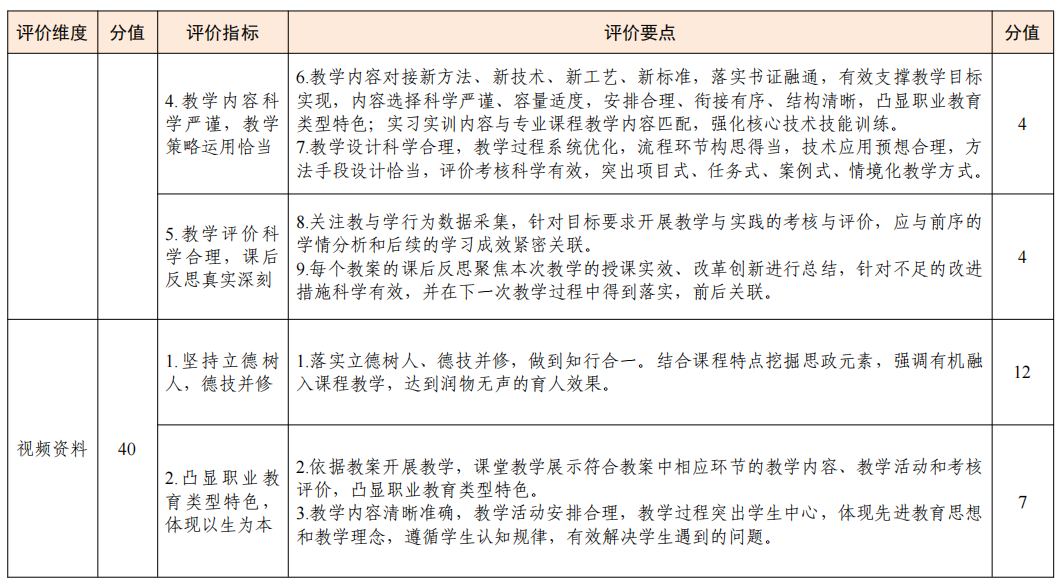 评价维度 分值 评价指标 评价要点 分值
4.教学内容科
学严谨，教学
策略运用恰当
6.教学内容对接新方法、新技术、新工艺、新标准，落实书证融通，有效支撑教学目标
实现，内容选择科学严谨、容量适度，安排合理、衔接有序、结构清晰，凸显职业教育
类型特色；实习实训内容与专业课程教学内容匹配，强化核心技术技能训练。
7.教学设计科学合理，教学过程系统优化，流程环节构思得当，技术应用预想合理，方
法手段设计恰当，评价考核科学有效，突出项目式、任务式、案例式、情境化教学方式。
4
5.教学评价科
学合理，课后
反思真实深刻
8.关注教与学行为数据采集，针对目标要求开展教学与实践的考核与评价，应与前序的
学情分析和后续的学习成效紧密关联。
9.每个教案的课后反思聚焦本次教学的授课实效、改革创新进行总结，针对不足的改进
措施科学有效，并在下一次教学过程中得到落实，前后关联。
4
视频资料
40
1.坚持立德树
人，德技并修
1.落实立德树人、德技并修，做到知行合一。结合课程特点挖掘思政元素，强调有机融
入课程教学，达到润物无声的育人效果。
12
2.凸显职业教
育类型特色，
体现以生为本
2.依据教案开展教学，课堂教学展示符合教案中相应环节的教学内容、教学活动和考核
评价，凸显职业教育类型特色。
3.教学内容清晰准确，教学活动安排合理，教学过程突出学生中心，体现先进教育思想
和教学理念，遵循学生认知规律，有效解决学生遇到的问题。
7